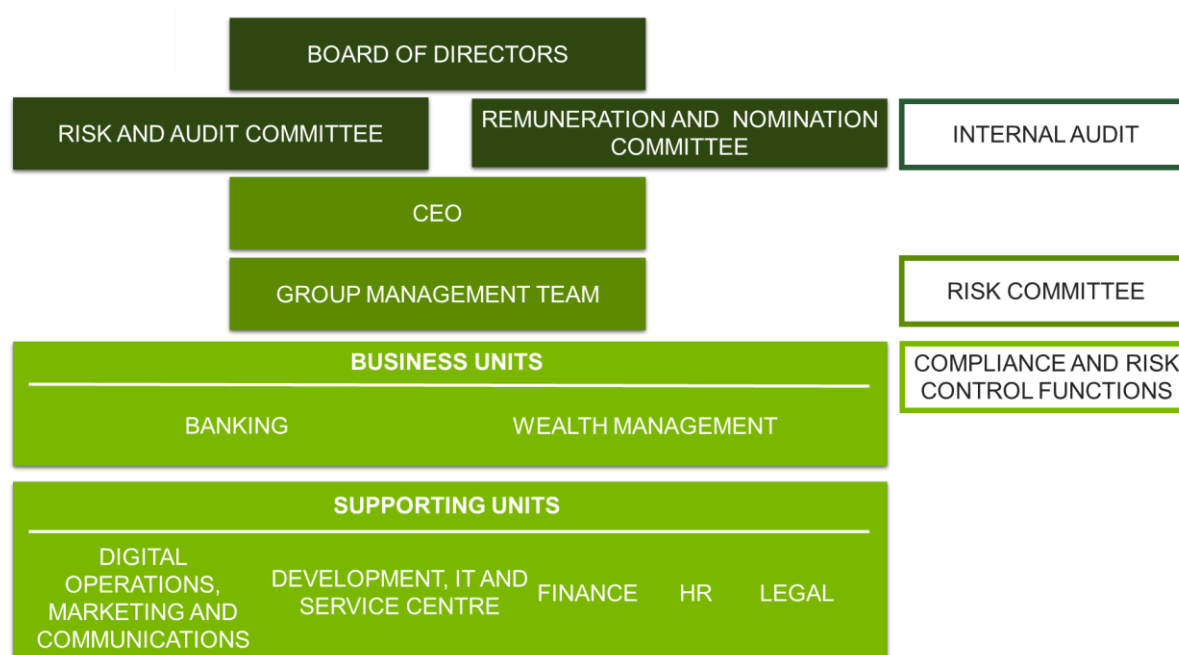 BOARD OF DIRECTORS
RISK AND AUDIT COMMITTEE
REMUNERATION AND NOMINATION
COMMITTEE
INTERNAL AUDIT
CEO
GROUP MANAGEMENT TEAM
RISK COMMITTEE
BUSINESS UNITS
BANKING
WEALTH MANAGEMENT
COMPLIANCE AND RISK
CONTROL FUNCTIONS
SUPPORTING UNITS
DIGITAL
OPERATIONS,
MARKETING AND
COMMUNICATIONS
DEVELOPMENT, IT AND
SERVICE CENTRE
FINANCE
HR
LEGAL